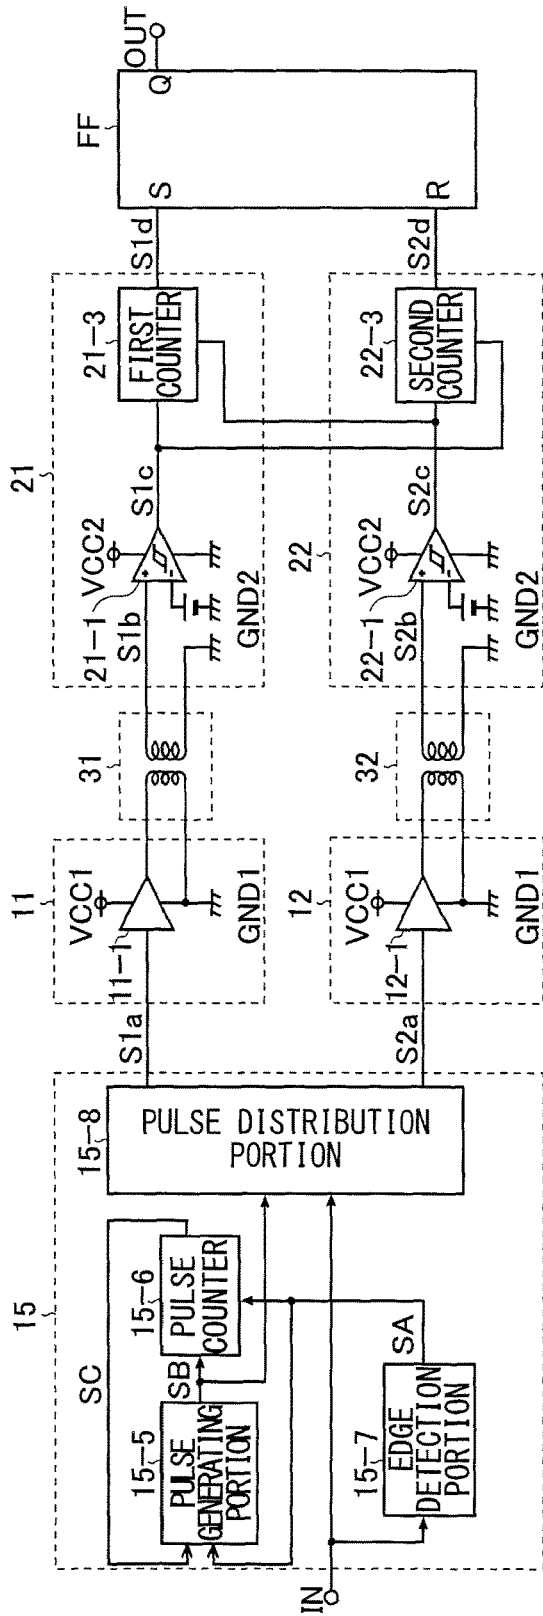 IN
15
SC
15-5
PULSE
GENERATING
PORTION
SB
15-6
PULSE
COUNTER
15-7
EDGE
DETECTION
PORTION
SA
15-8
PULSE DISTRIBUTION
PORTION
S1a
S2a
11
VCC1
11-1
GND1
12
VCC1
12-1
GND1
31
32
21
VCC2
21-1
S1b
GND2
S1c
21-3
FIRST
COUNTER
S1d
22
VCC2
22-1
S2b
GND2
S2c
22-3
SECOND
COUNTER
S2d
FF
S
R
Q
OUT